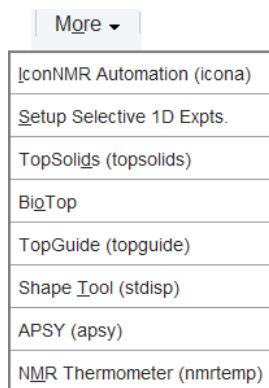 More
IconNMR Automation (icona)
Setup Selective 1D Expts.
TopSolids (topsolids)
BioTop
TopGuide (topguide)
Shape Tool (stdisp)
APSY (apsy)
NMR Thermometer (nmrtemp)